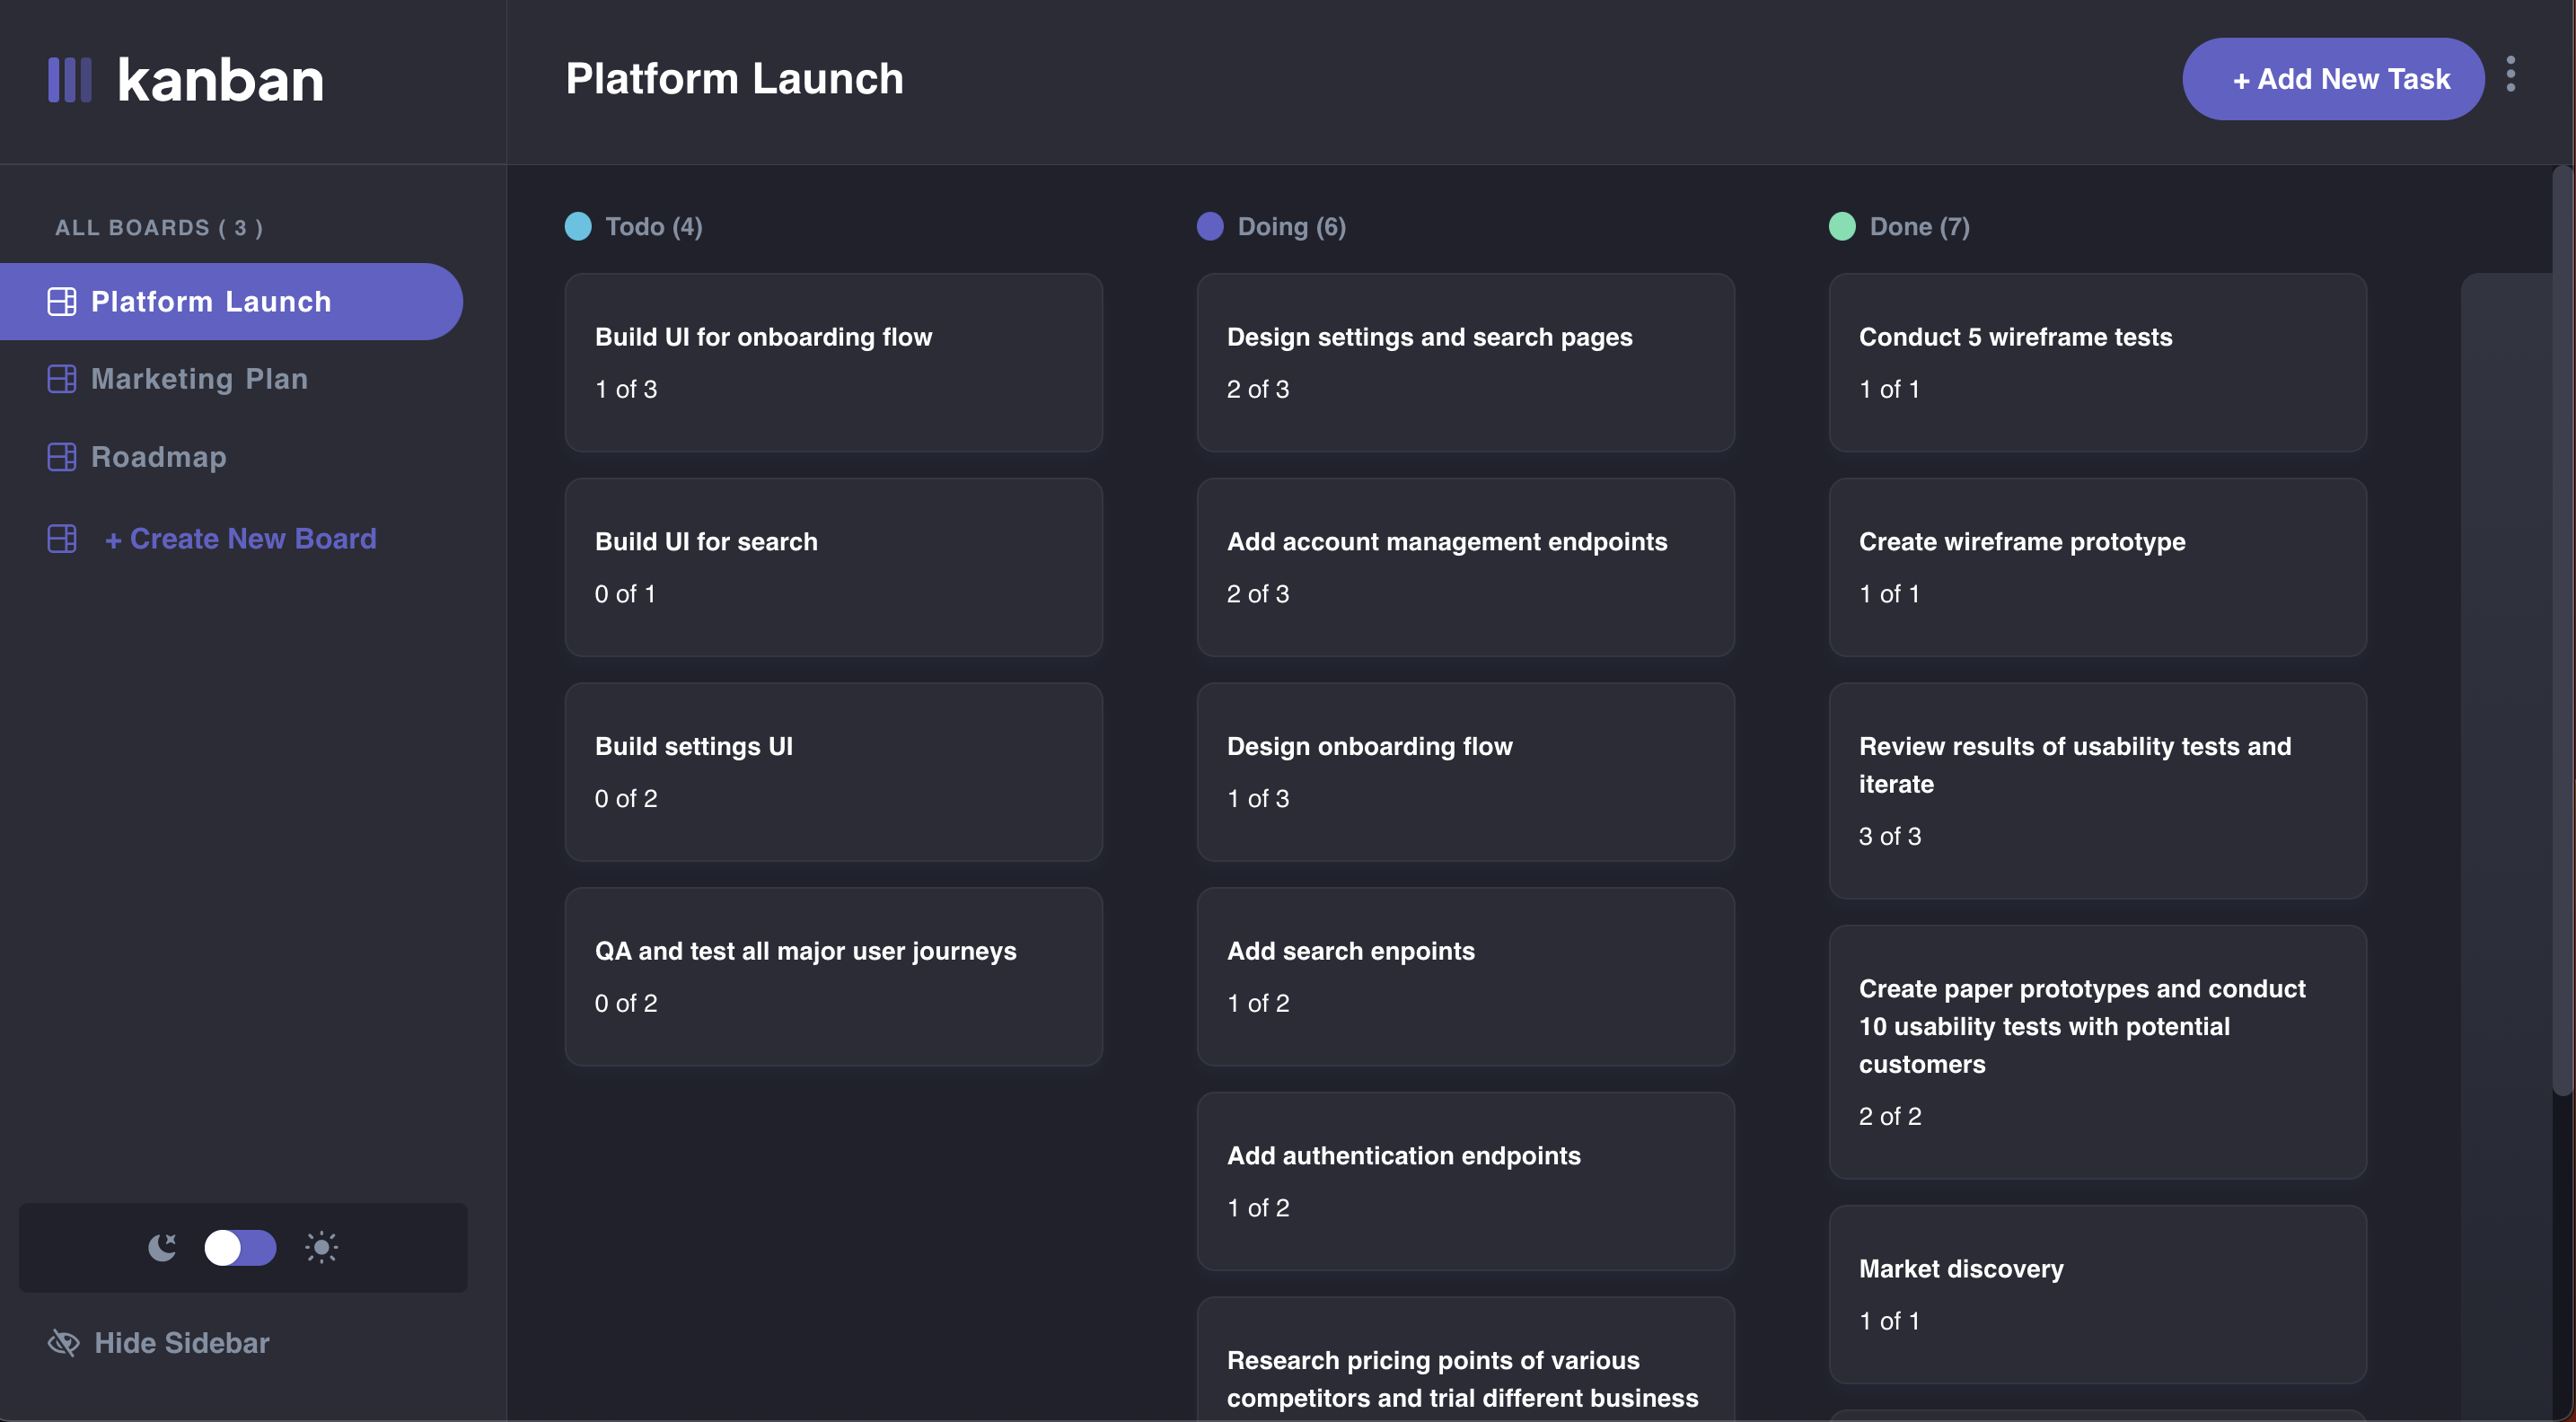 kanban
Platform Launch
+ Add New Task
ALL BOARDS ( 3 )
Platform Launch
Marketing Plan
Roadmap
+ Create New Board
Hide Sidebar
Todo (4)
Build UI for onboarding flow
1 of 3
Build UI for search
0 of 1
Build settings UI
0 of 2
QA and test all major user journeys
0 of 2
Doing (6)
Design settings and search pages
2 of 3
Add account management endpoints
2 of 3
Design onboarding flow
1 of 3
Add search enpoints
1 of 2
Add authentication endpoints
1 of 2
Research pricing points of various
competitors and trial different business
Done (7)
Conduct 5 wireframe tests
1 of 1
Create wireframe prototype
1 of 1
Review results of usability tests and
iterate
3 of 3
Create paper prototypes and conduct
10 usability tests with potential
customers
2 of 2
Market discovery
1 of 1